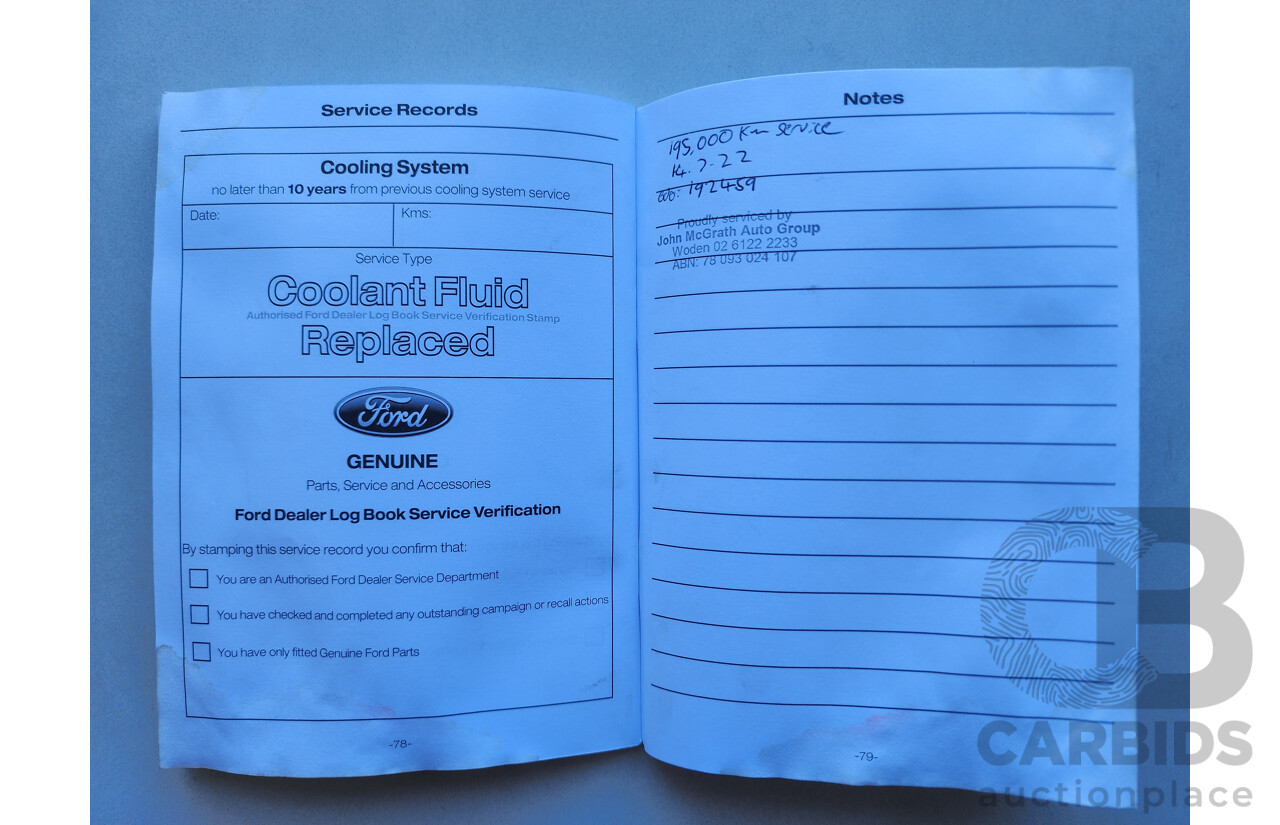 Service Records
Cooling System
no later than 10 years from previous cooling system service
Date:
Kms:
Service Type
Coolant Fluid
Authorised Ford Dealer Log Book Service Verification Stamp
Replaced
Ford
GENUINE
Parts, Service and Accessories
Ford Dealer Log Book Service Verification
By stamping this service record you confirm that:
You are an Authorised Ford Dealer Service Department
You have checked and completed any outstanding campaign or recall actions
You have only fitted Genuine Ford Parts
-78-
Notes
195,000 Km service
14.7.22
192459
Proudly serviced by
John McGrath Auto Group
Woden 02 6122 2233
ABN: 78 093 024 107
-79-
CB
CARBIDS
auctionplace